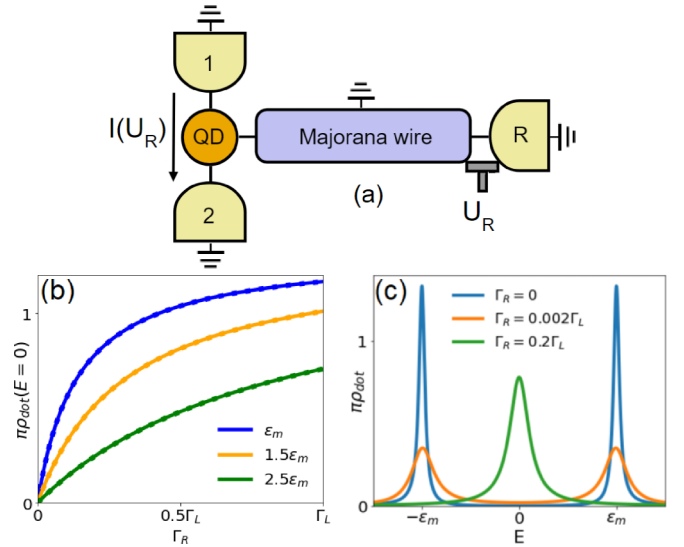 1
I(U_R)
QD
Majorana wire
R
(a)
U_R
2
(b)
πρ_dot(E = 0)
1
0
ε_m
1.5ε_m
2.5ε_m
0
0.5Γ_L
Γ_L
Γ_R
(c)
πρ_dot
1
0
Γ_R = 0
Γ_R = 0.002Γ_L
Γ_R = 0.2Γ_L
−ε_m
0
ε_m
E